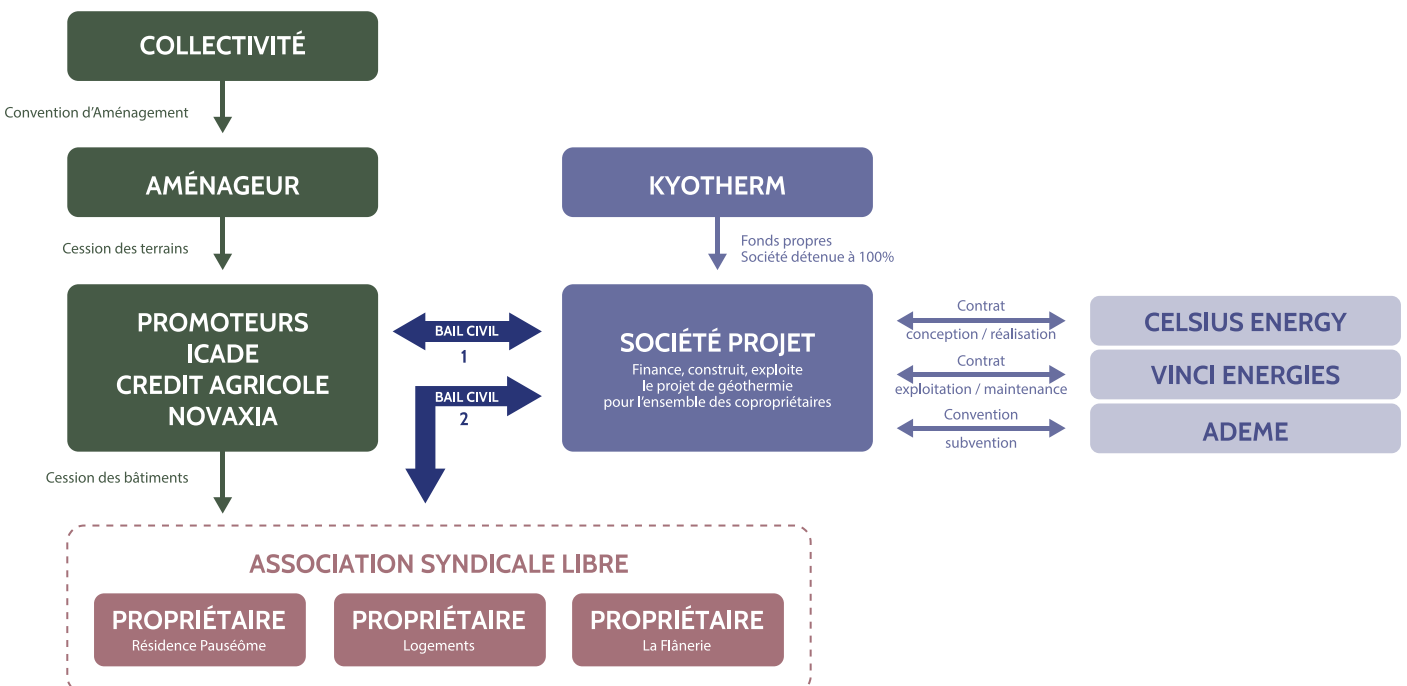 COLLECTIVITÉ
Convention d'Aménagement
AMÉNAGEUR
KYOTHERM
Cession des terrains
Fonds propres
Société détenue à 100%
PROMOTEURS
ICADE
CREDIT AGRICOLE
NOVAXIA
BAIL CIVIL
1
BAIL CIVIL
2
SOCIÉTÉ PROJET
Finance, construit, exploite
le projet de géothermie
pour l'ensemble des copropriétaires
Contrat
conception / réalisation
CELSIUS ENERGY
Contrat
exploitation / maintenance
VINCI ENERGIES
Convention
subvention
ADEME
Cession des bâtiments
ASSOCIATION SYNDICALE LIBRE
PROPRIÉTAIRE
Résidence Pauséôme
PROPRIÉTAIRE
Logements
PROPRIÉTAIRE
La Flânerie